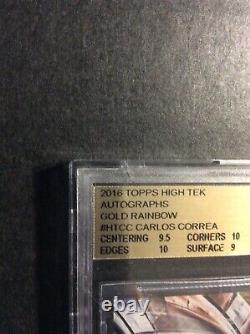 2016 TOPPS HIGH TEK
AUTOGRAPHS
GOLD RAINBOW
#HTCC CARLOS CORREA
CENTERING 9.5 CORNERS 10
EDGES 10 SURFACE 9